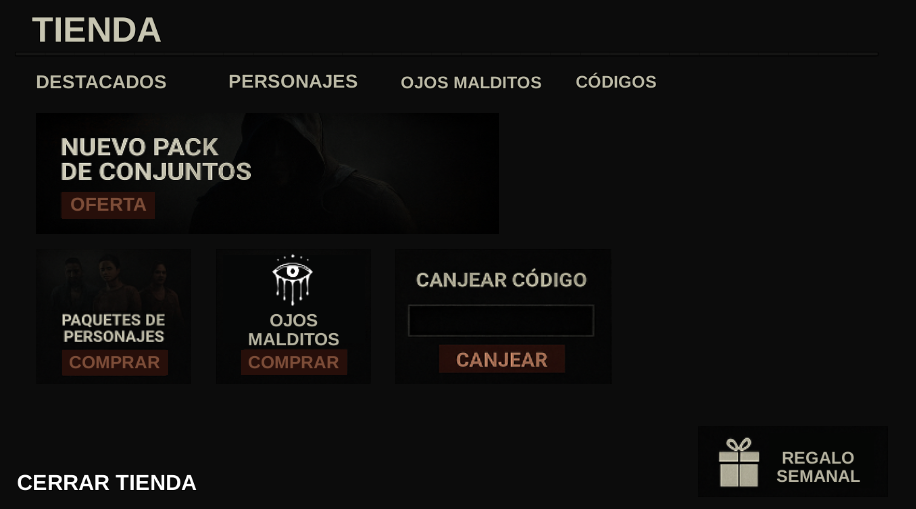 TIENDA
DESTACADOS
PERSONAJES
OJOS MALDITOS
CÓDIGOS
NUEVO PACK
DE CONJUNTOS
OFERTA
PAQUETES DE
PERSONAJES
COMPRAR
OJOS
MALDITOS
COMPRAR
CANJEAR CÓDIGO
CANJEAR
REGALO
SEMANAL
CERRAR TIENDA